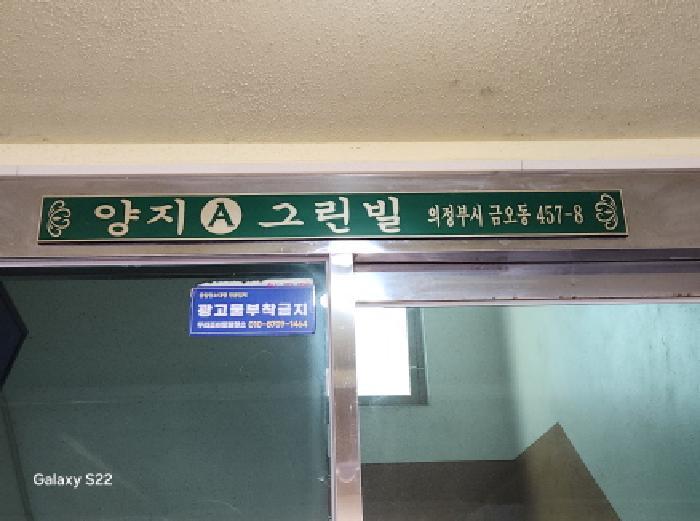 양지 A 그린빌 의정부시 금오동 457-8
광고물부착금지
Galaxy S22